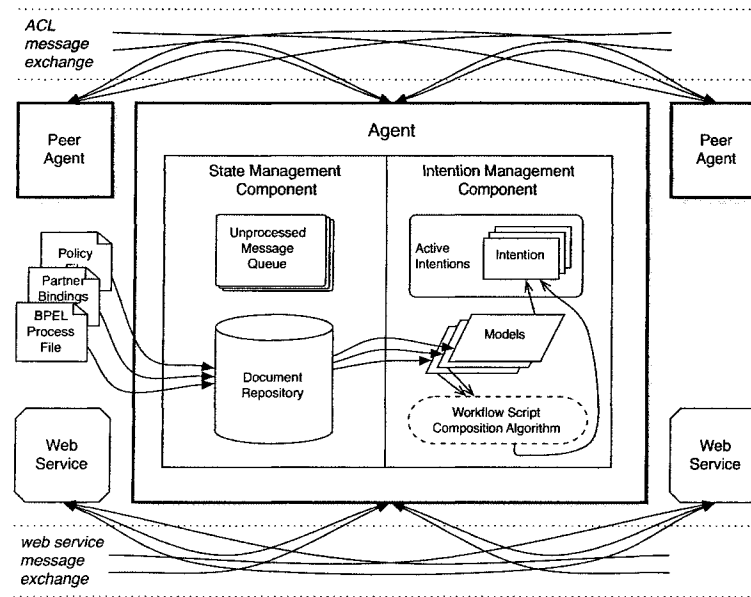 ACL
message
exchange
Peer
Agent
Agent
Peer
Agent
State Management
Component
Intention Management
Component
Unprocessed
Message
Queue
Active
Intentions
Intention
Policy
Partner
Bindings
BPEL
Process
File
Document
Repository
Models
Workflow Script
Composition Algorithm
Web
Service
Web
Service
web service
message
exchange